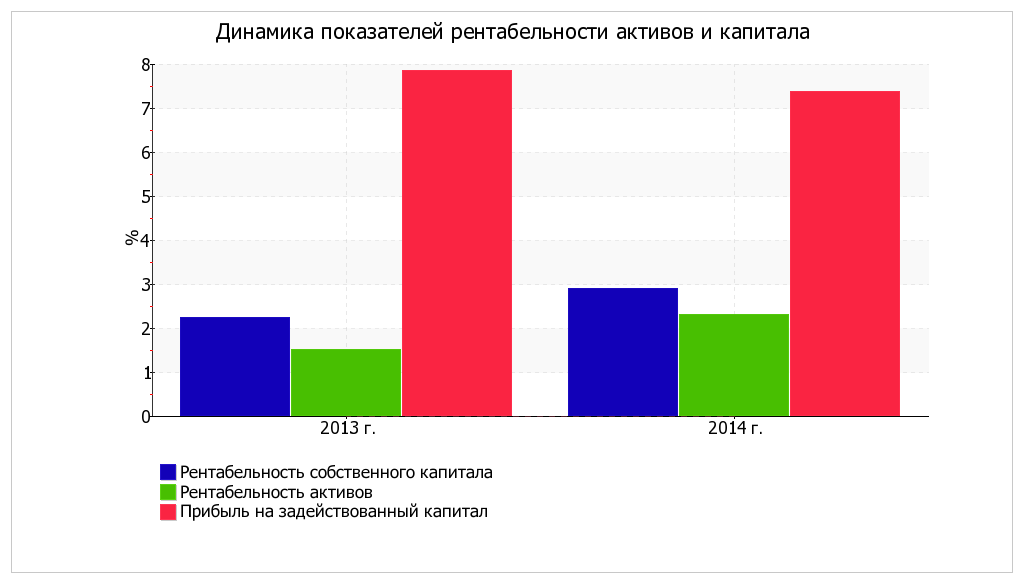 Динамика показателей рентабельности активов и капитала
8
7
6
5
4
3
2
1
0
%
2013 г.
2014 г.
Рентабельность собственного капитала
Рентабельность активов
Прибыль на задействованный капитал